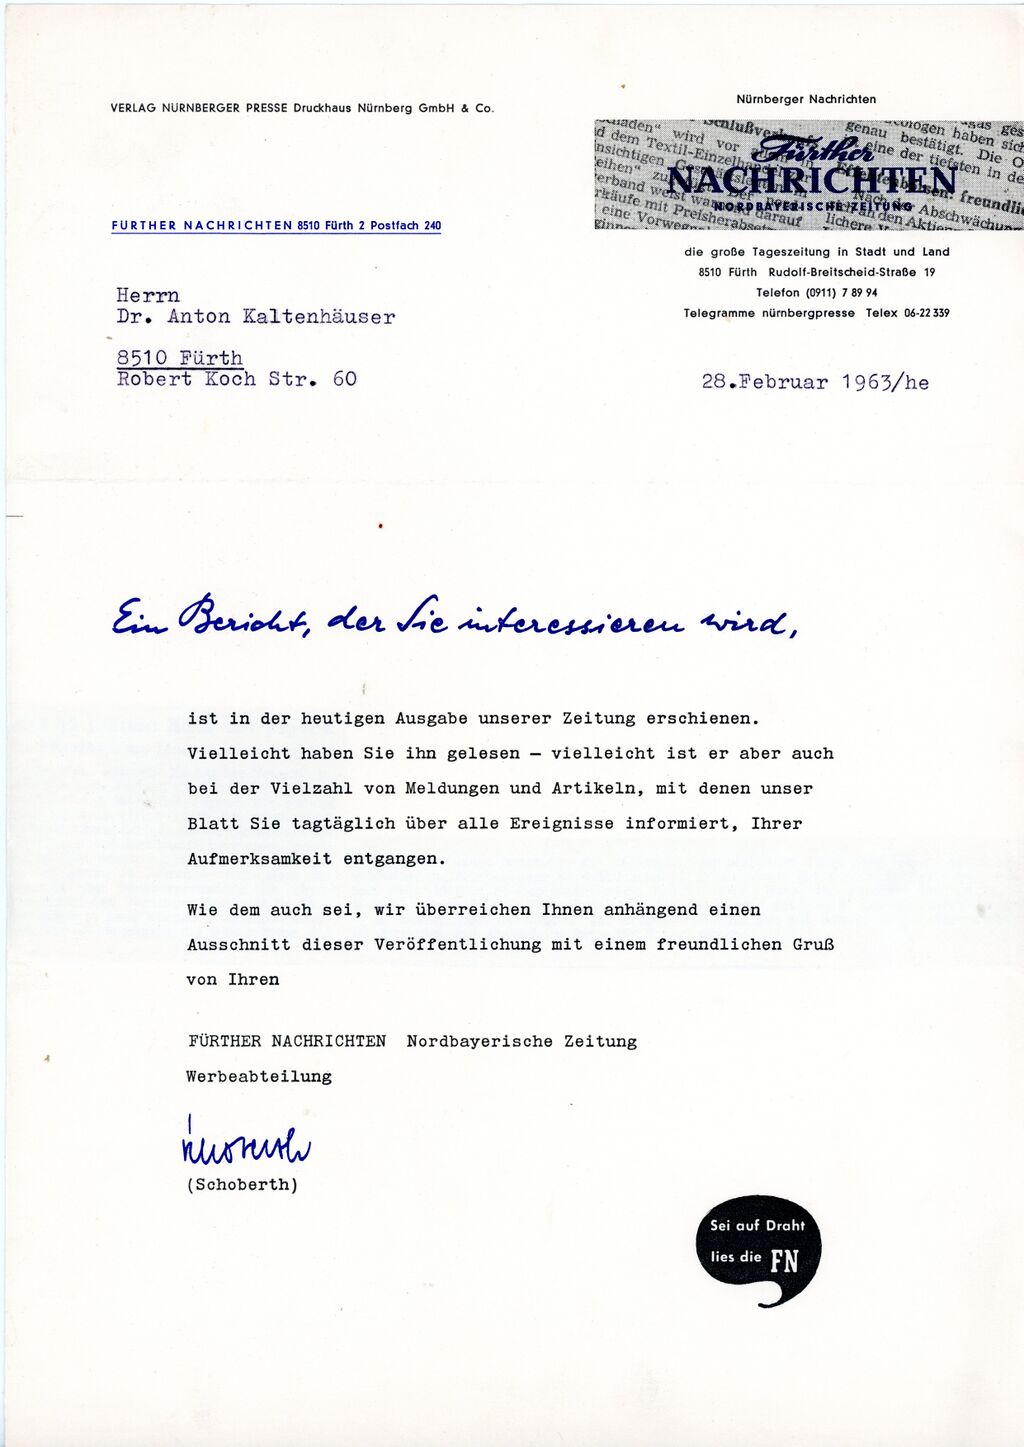 VERLAG NÜRNBERGER PRESSE Druckhaus Nürnberg GmbH & Co.
Nürnberger Nachrichten
Fürther
NACHRICHTEN
NORDBAYERISCHE ZEITUNG
FÜRTHER NACHRICHTEN 8510 Fürth 2 Postfach 240
die große Tageszeitung in Stadt und Land
8510 Fürth Rudolf-Breitscheid-Straße 19
Telefon (0911) 7 89 94
Telegramme nürnbergpresse Telex 06-22 339
Herrn
Dr. Anton Kaltenhäuser
8510 Fürth
Robert Koch Str. 60
28.Februar 1963/he
Ein Bericht, der Sie interessieren wird,
ist in der heutigen Ausgabe unserer Zeitung erschienen.
Vielleicht haben Sie ihn gelesen – vielleicht ist er aber auch
bei der Vielzahl von Meldungen und Artikeln, mit denen unser
Blatt Sie tagtäglich über alle Ereignisse informiert, Ihrer
Aufmerksamkeit entgangen.
Wie dem auch sei, wir überreichen Ihnen anhängend einen
Ausschnitt dieser Veröffentlichung mit einem freundlichen Gruß
von Ihren
FÜRTHER NACHRICHTEN Nordbayerische Zeitung
Werbeabteilung
(Schoberth)
Sei auf Draht
lies die FN